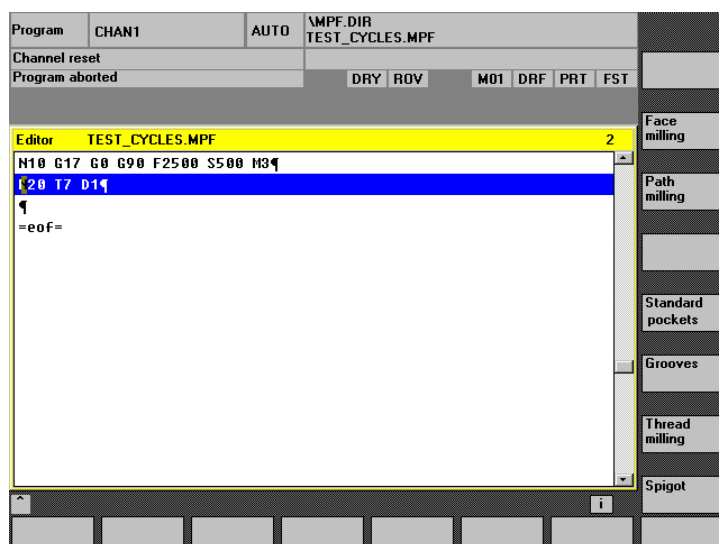 Program CHAN1 AUTO \MPF.DIR
TEST_CYCLES.MPF
Channel reset
Program aborted DRY ROV M01 DRF PRT FST
Editor TEST_CYCLES.MPF 2
N10 G17 G0 G90 F2500 S500 M3¶
N20 T7 D1¶
¶
=eof=
Face
milling
Path
milling
Standard
pockets
Grooves
Thread
milling
Spigot
^ i